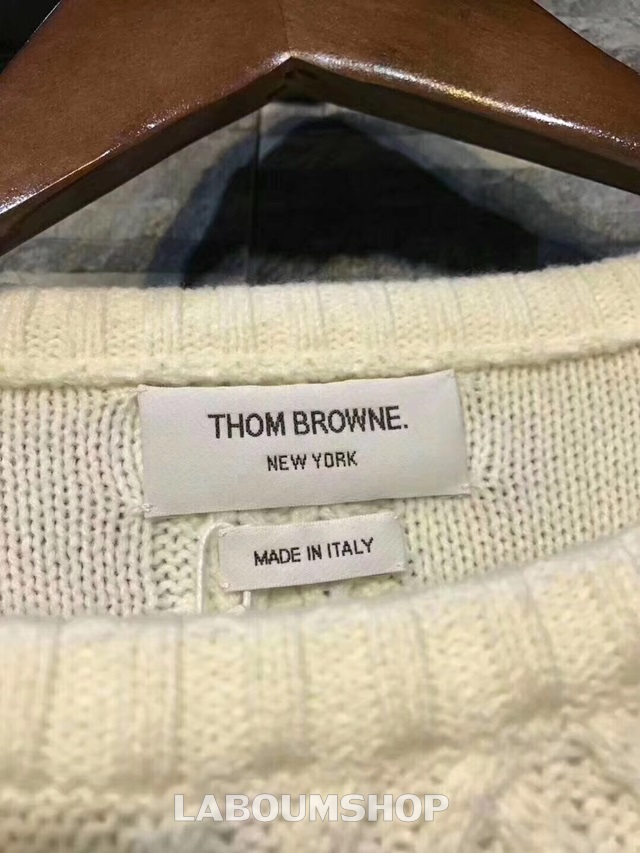 THOM BROWNE.
NEW YORK
MADE IN ITALY
LABOUMSHOP